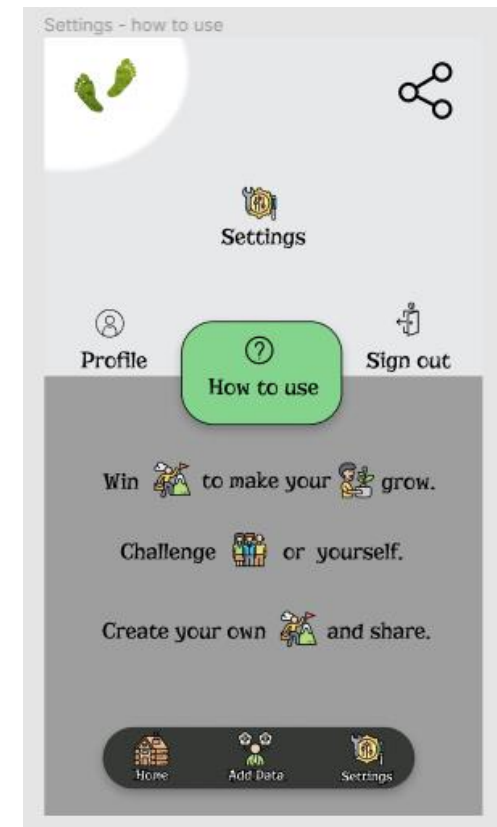 Settings - how to use
Settings
Profile
How to use
Sign out
Win to make your grow.
Challenge or yourself.
Create your own and share.
Home
Add Data
Settings